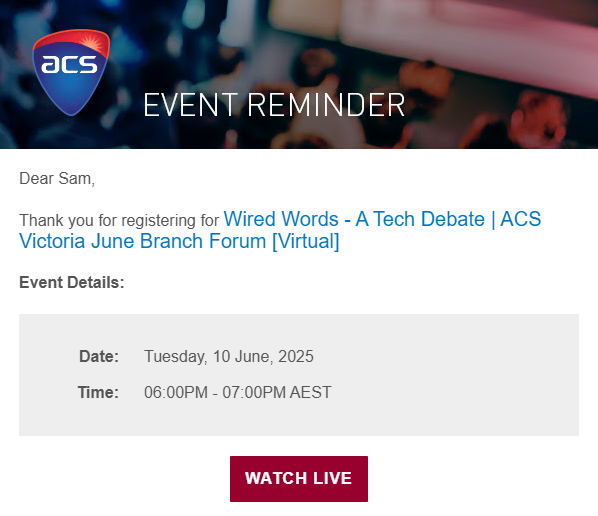 acs
EVENT REMINDER
Dear Sam,
Thank you for registering for Wired Words - A Tech Debate | ACS
Victoria June Branch Forum [Virtual]
Event Details:
Date: Tuesday, 10 June, 2025
Time: 06:00PM - 07:00PM AEST
WATCH LIVE